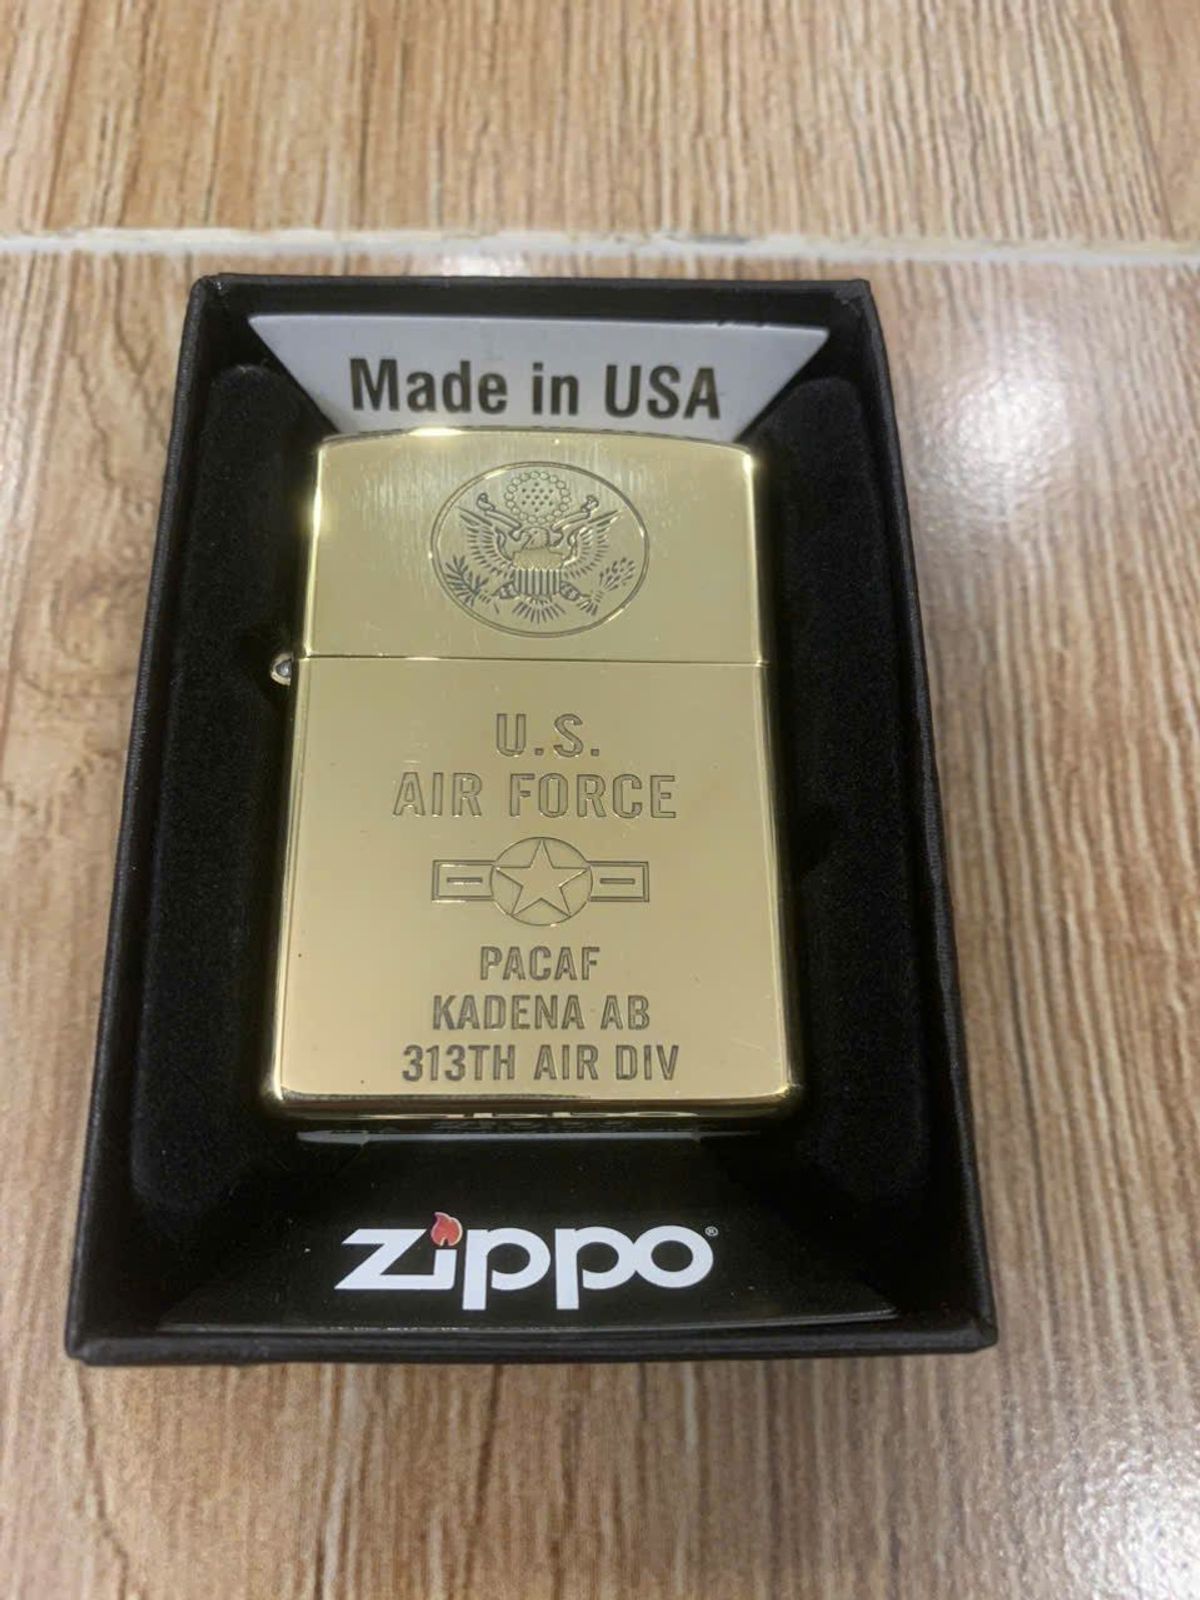 Made in USA
U.S.
AIR FORCE
PACAF
KADENA AB
313TH AIR DIV
zippo®